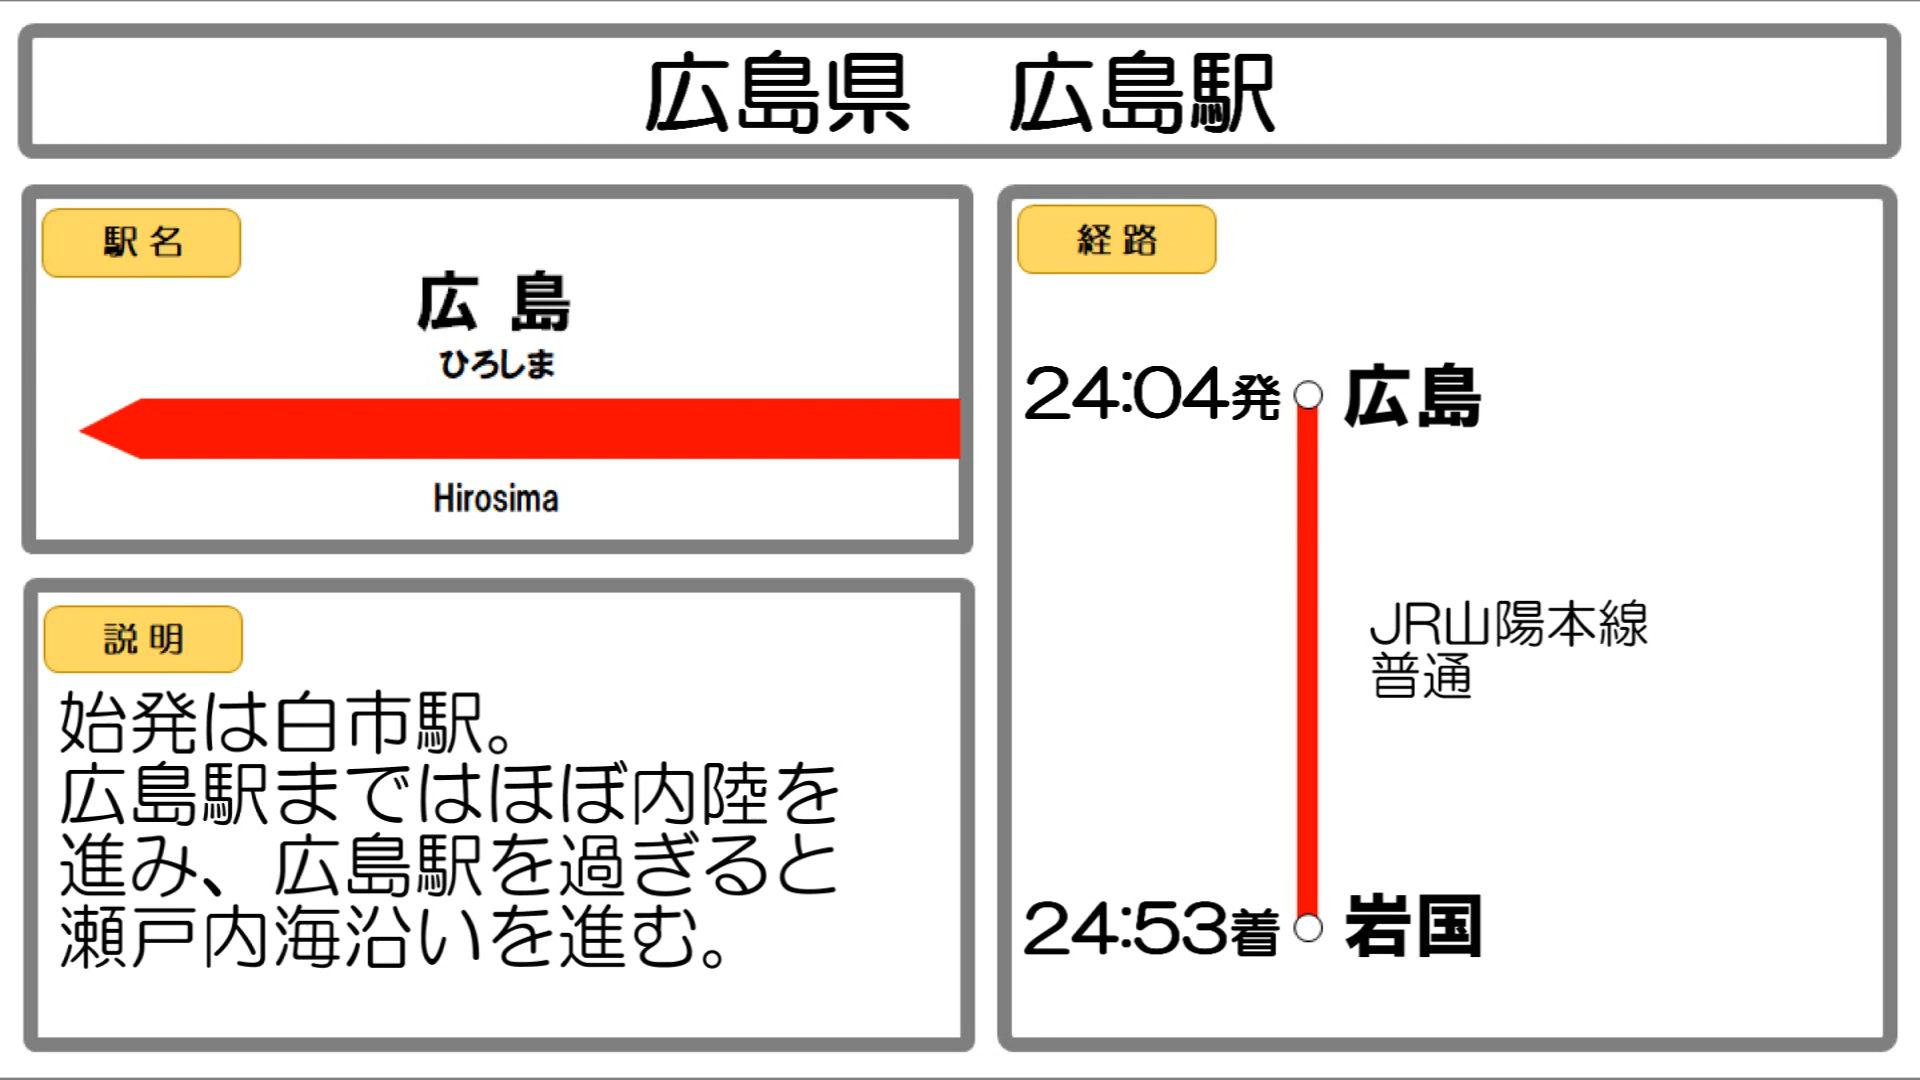 広島県　広島駅
駅名
広島
ひろしま
Hirosima
説明
始発は白市駅。
広島駅まではほぼ内陸を
進み、広島駅を過ぎると
瀬戸内海沿いを進む。
経路
24:04発 広島
JR山陽本線
普通
24:53着 岩国